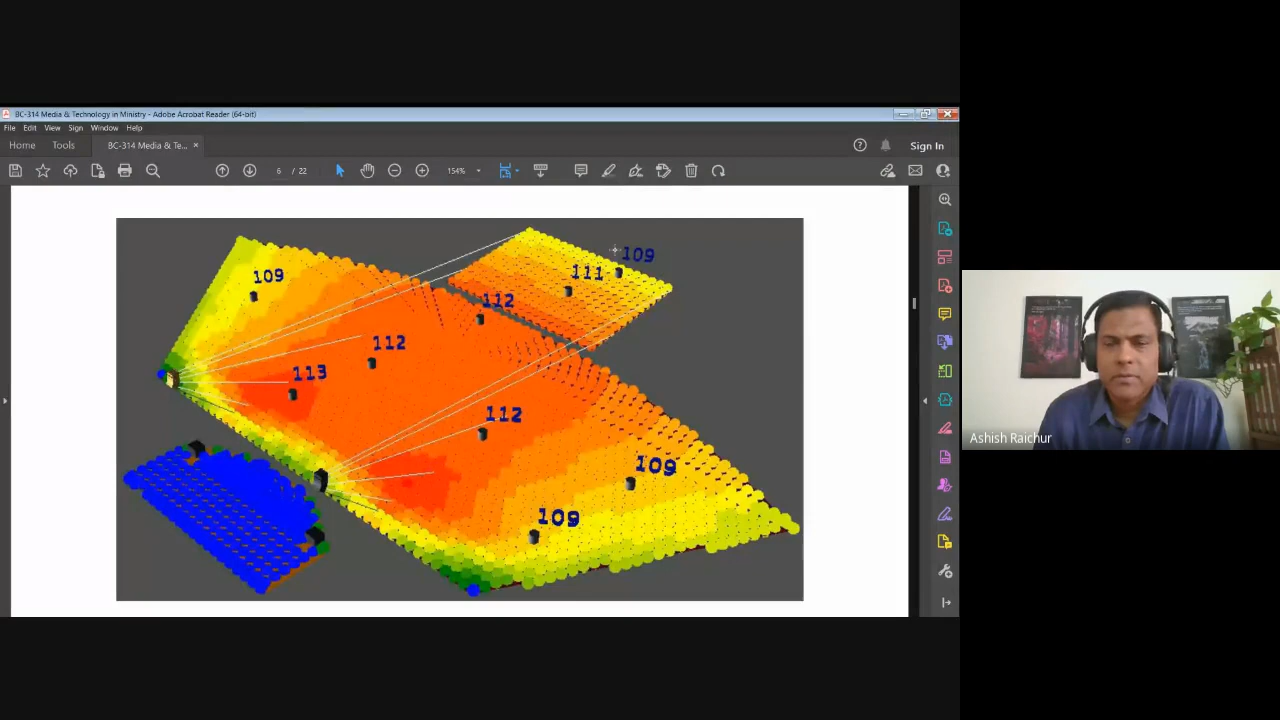 BC-314 Media & Technology in Ministry - Adobe Acrobat Reader (64-bit)
File Edit View Sign Window Help
Home Tools BC-314 Media & Te... × Sign In
6 / 22 154%
109
109
111
112
112
113
112
109
109
Ashish Raichur